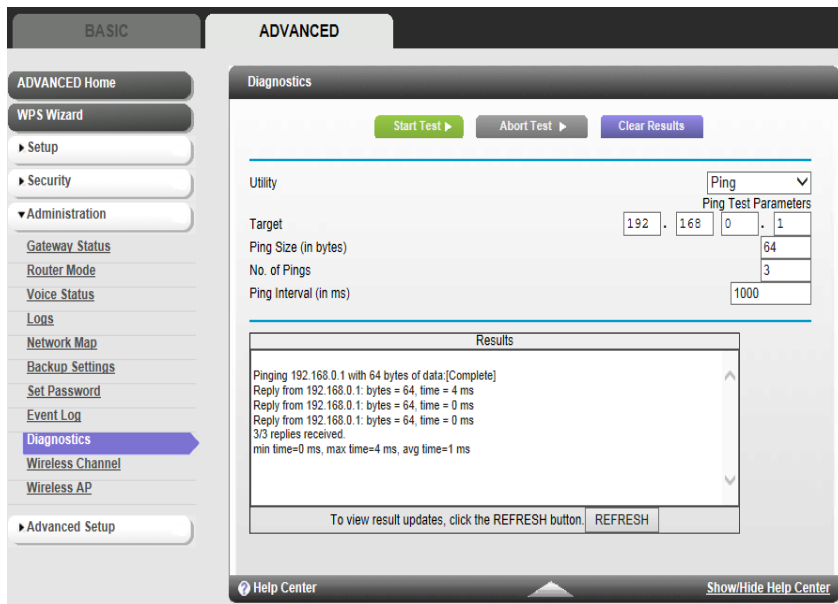 BASIC
ADVANCED
ADVANCED Home
WPS Wizard
Setup
Security
Administration
Gateway Status
Router Mode
Voice Status
Logs
Network Map
Backup Settings
Set Password
Event Log
Diagnostics
Wireless Channel
Wireless AP
Advanced Setup
Diagnostics
Start Test
Abort Test
Clear Results
Utility
Ping
Ping Test Parameters
Target 192 . 168 0 . 1
Ping Size (in bytes) 64
No. of Pings 3
Ping Interval (in ms) 1000
Results
Pinging 192.168.0.1 with 64 bytes of data:[Complete]
Reply from 192.168.0.1: bytes = 64, time = 4 ms
Reply from 192.168.0.1: bytes = 64, time = 0 ms
Reply from 192.168.0.1: bytes = 64, time = 0 ms
3/3 replies received.
min time=0 ms, max time=4 ms, avg time=1 ms
To view result updates, click the REFRESH button. REFRESH
? Help Center
Show/Hide Help Center